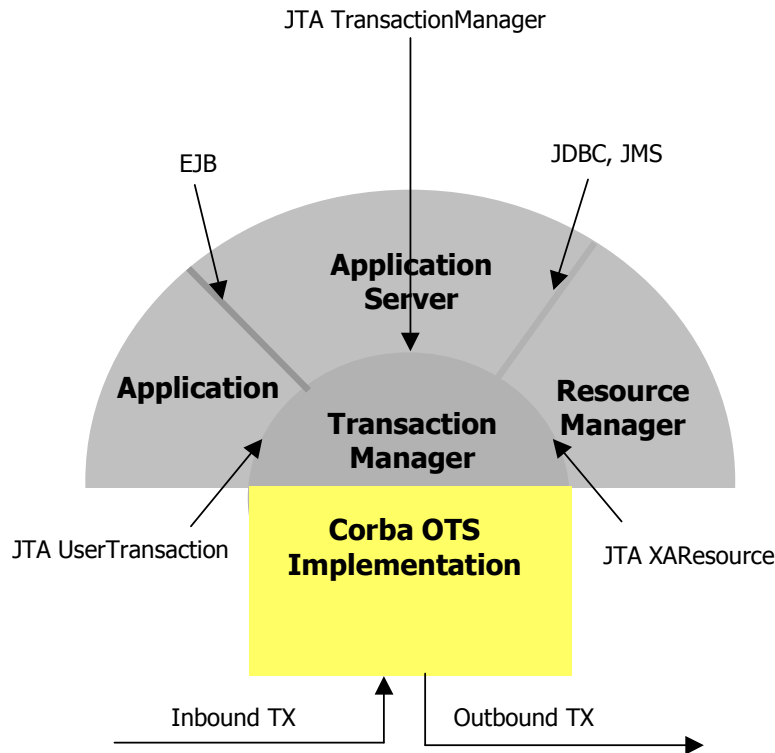 JTA TransactionManager
EJB
JDBC, JMS
Application
Server
Application
Resource
Manager
Transaction
Manager
JTA UserTransaction
Corba OTS
Implementation
JTA XAResource
Inbound TX
Outbound TX